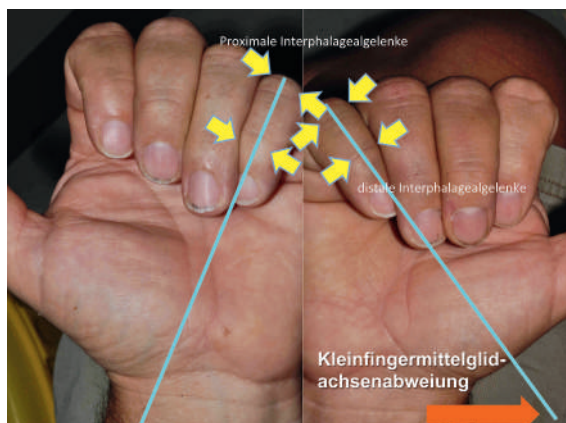 Proximale Interphalagealgelenke
distale Interphalagealgelenke
Kleinfingermittelglid-
achsenabweiung